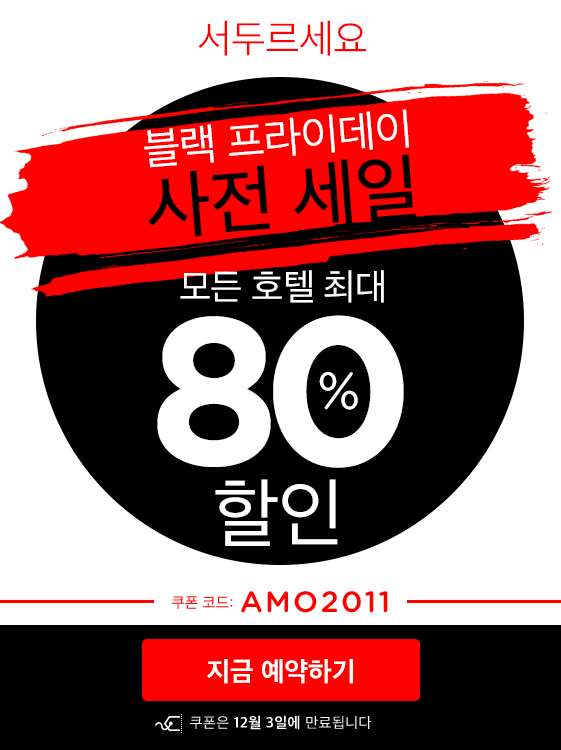 서두르세요
블랙 프라이데이
사전 세일
모든 호텔 최대
80%
할인
쿠폰 코드: AMO2011
지금 예약하기
쿠폰은 12월 3일에 만료됩니다